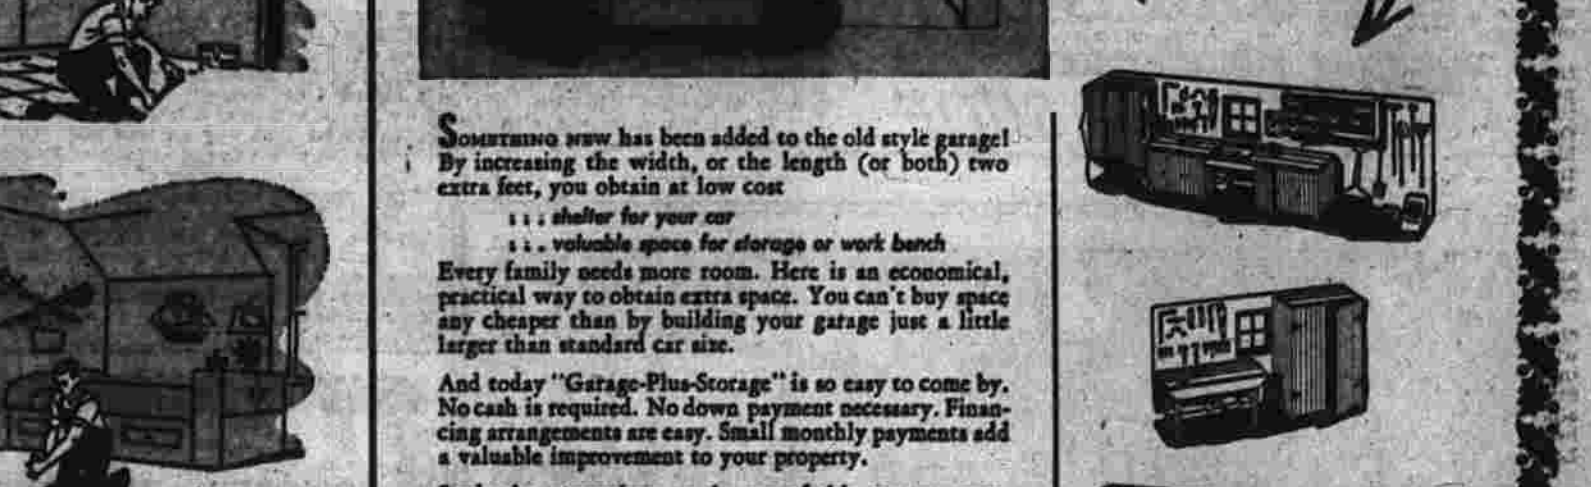 SOMETHING NEW has been added to the old style garage!
By increasing the width, or the length (or both) two
extra feet, you obtain at low cost
. . . shelter for your car
. . . valuable space for storage or work bench
Every family needs more room. Here is an economical,
practical way to obtain extra space. You can't buy space
any cheaper than by building your garage just a little
larger than standard car size.
And today "Garage-Plus-Storage" is so easy to come by.
No cash is required. No down payment necessary. Finan-
cing arrangements are easy. Small monthly payments add
a valuable improvement to your property.